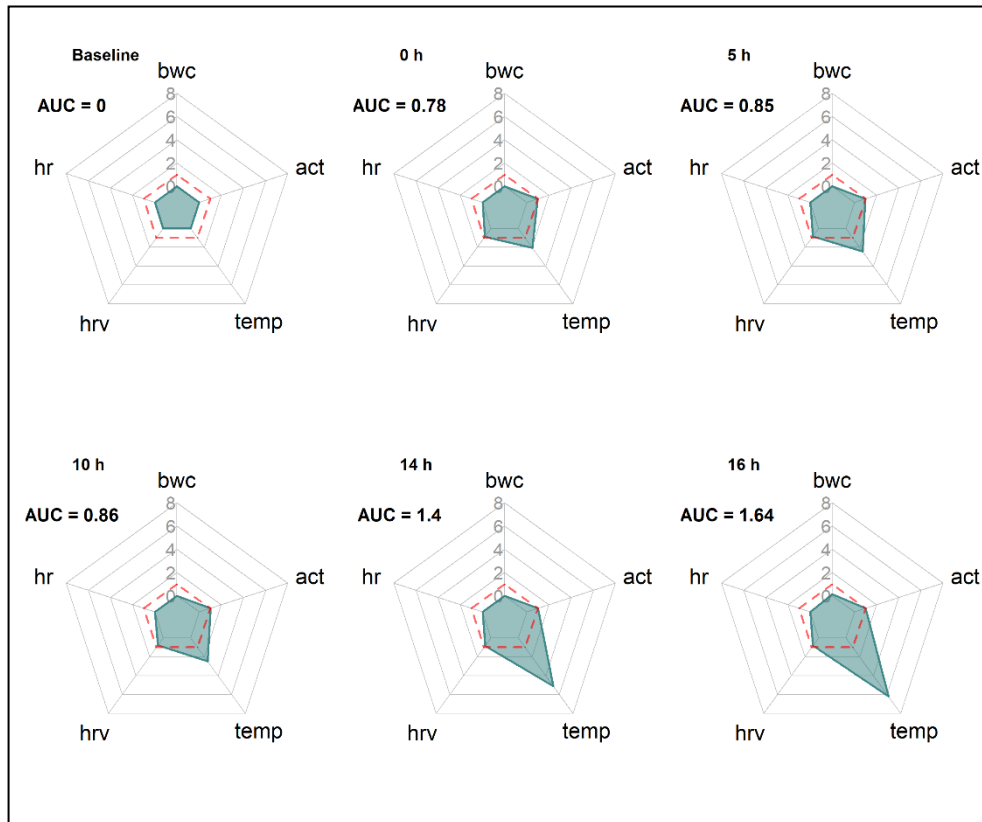 Baseline
AUC = 0
bwc
8
6
4
2
0
hr
act
hrv
temp
0 h
AUC = 0.78
bwc
8
6
4
2
0
hr
act
hrv
temp
5 h
AUC = 0.85
bwc
8
6
4
2
0
hr
act
hrv
temp
10 h
AUC = 0.86
bwc
8
6
4
2
0
hr
act
hrv
temp
14 h
AUC = 1.4
bwc
8
6
4
2
0
hr
act
hrv
temp
16 h
AUC = 1.64
bwc
8
6
4
2
0
hr
act
hrv
temp